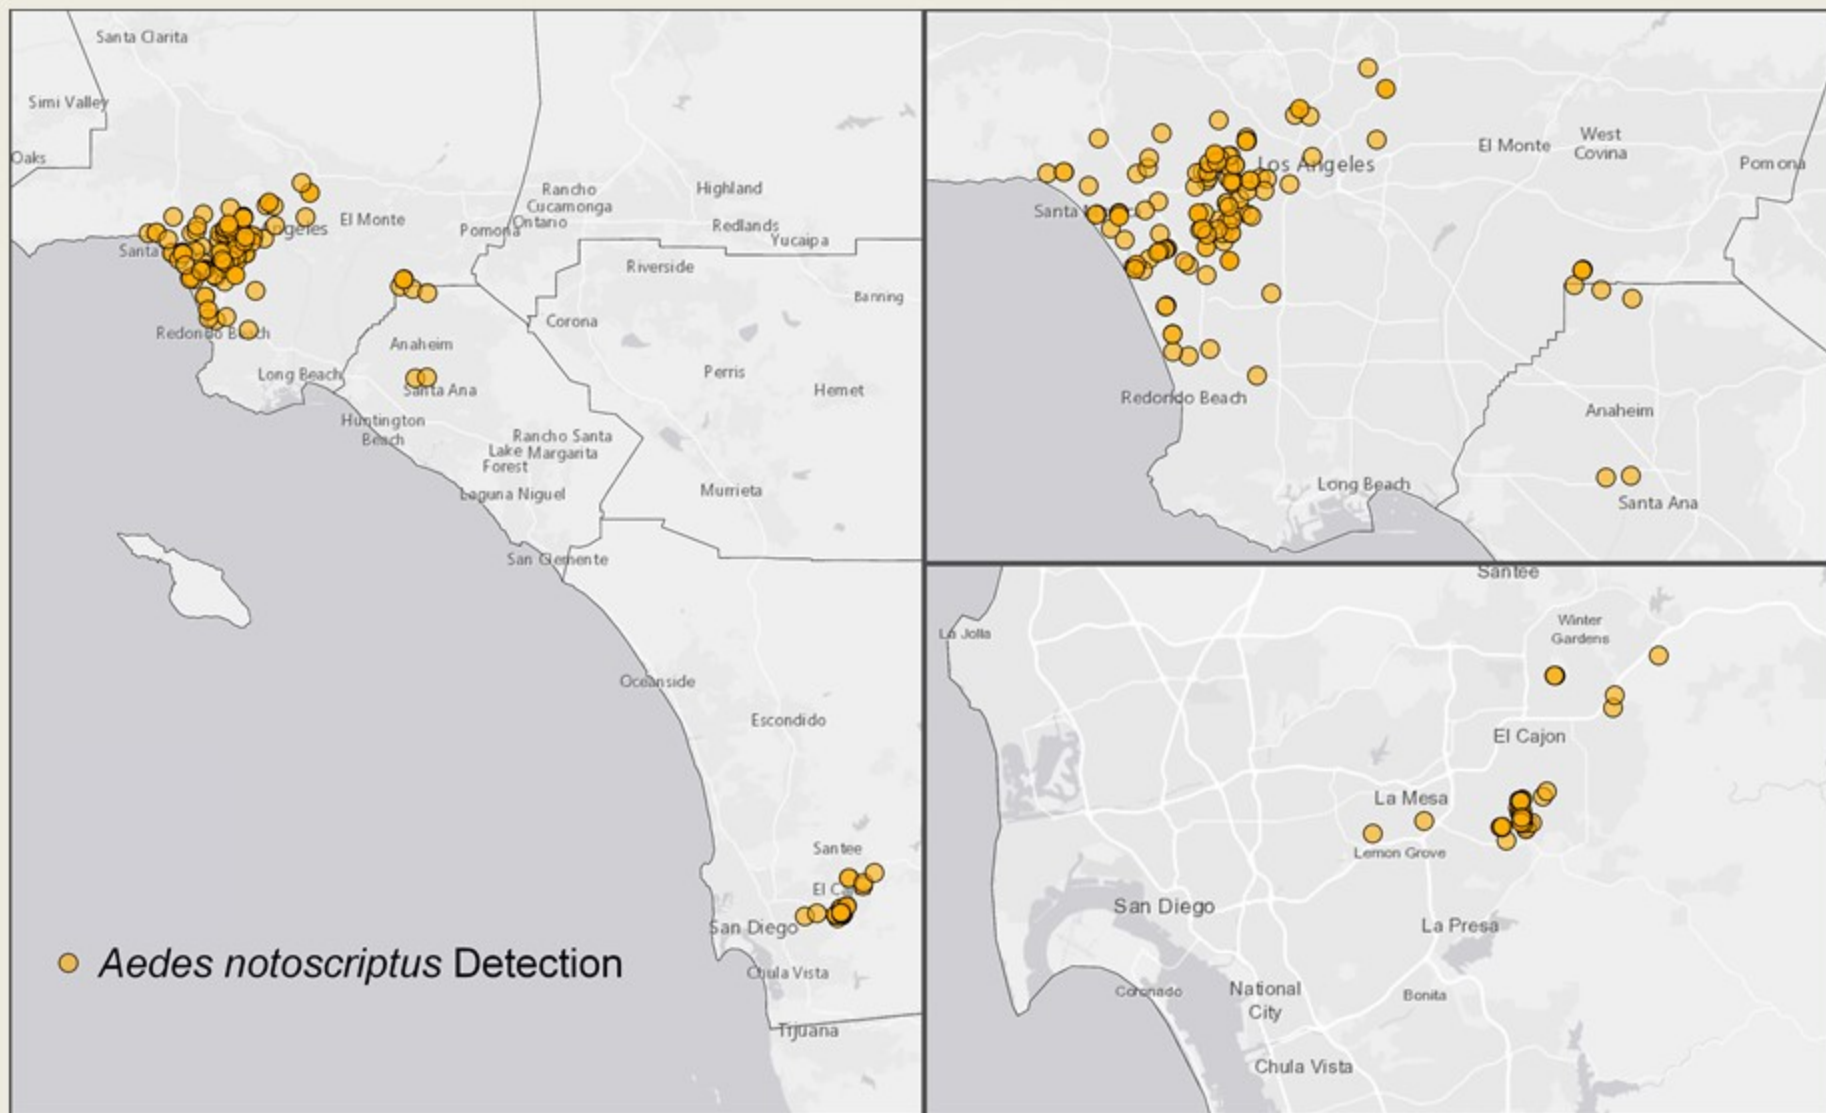 Santa Clarita
Simi Valley
Oaks
Rancho
Cucamonga
Highland
El Monte
Ontario
Pomona
Redlands
Yucaipa
Santa
Riverside
Banning
Corona
Redondo Beach
Anaheim
Long Beach
Perris
Hemet
Santa Ana
Huntington
Beach
Rancho Santa
Margarita
Lake
Forest
Laguna Niguel
Murrieta
San Clemente
Oceanside
Escondido
Santee
El C
San Diego
Chula Vista
Tijuana
Aedes notoscriptus Detection
El Monte
West
Covina
Los Angeles
Pomona
Santa
Redondo Beach
Anaheim
Long Beach
Santa Ana
Santee
La Jolla
Winter
Gardens
El Cajon
La Mesa
Lemon Grove
San Diego
La Presa
Coronado
National
City
Bonita
Chula Vista